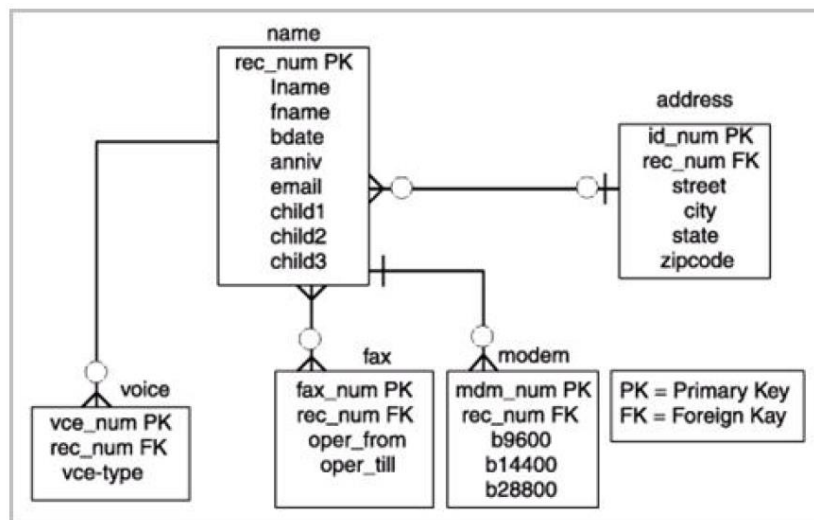 name
rec_num PK
lname
fname
bdate
anniv
email
child1
child2
child3
address
id_num PK
rec_num FK
street
city
state
zipcode
voice
vce_num PK
rec_num FK
vce-type
fax
fax_num PK
rec_num FK
oper_from
oper_till
modem
mdm_num PK
rec_num FK
b9600
b14400
b28800
PK = Primary Key
FK = Foreign Kay